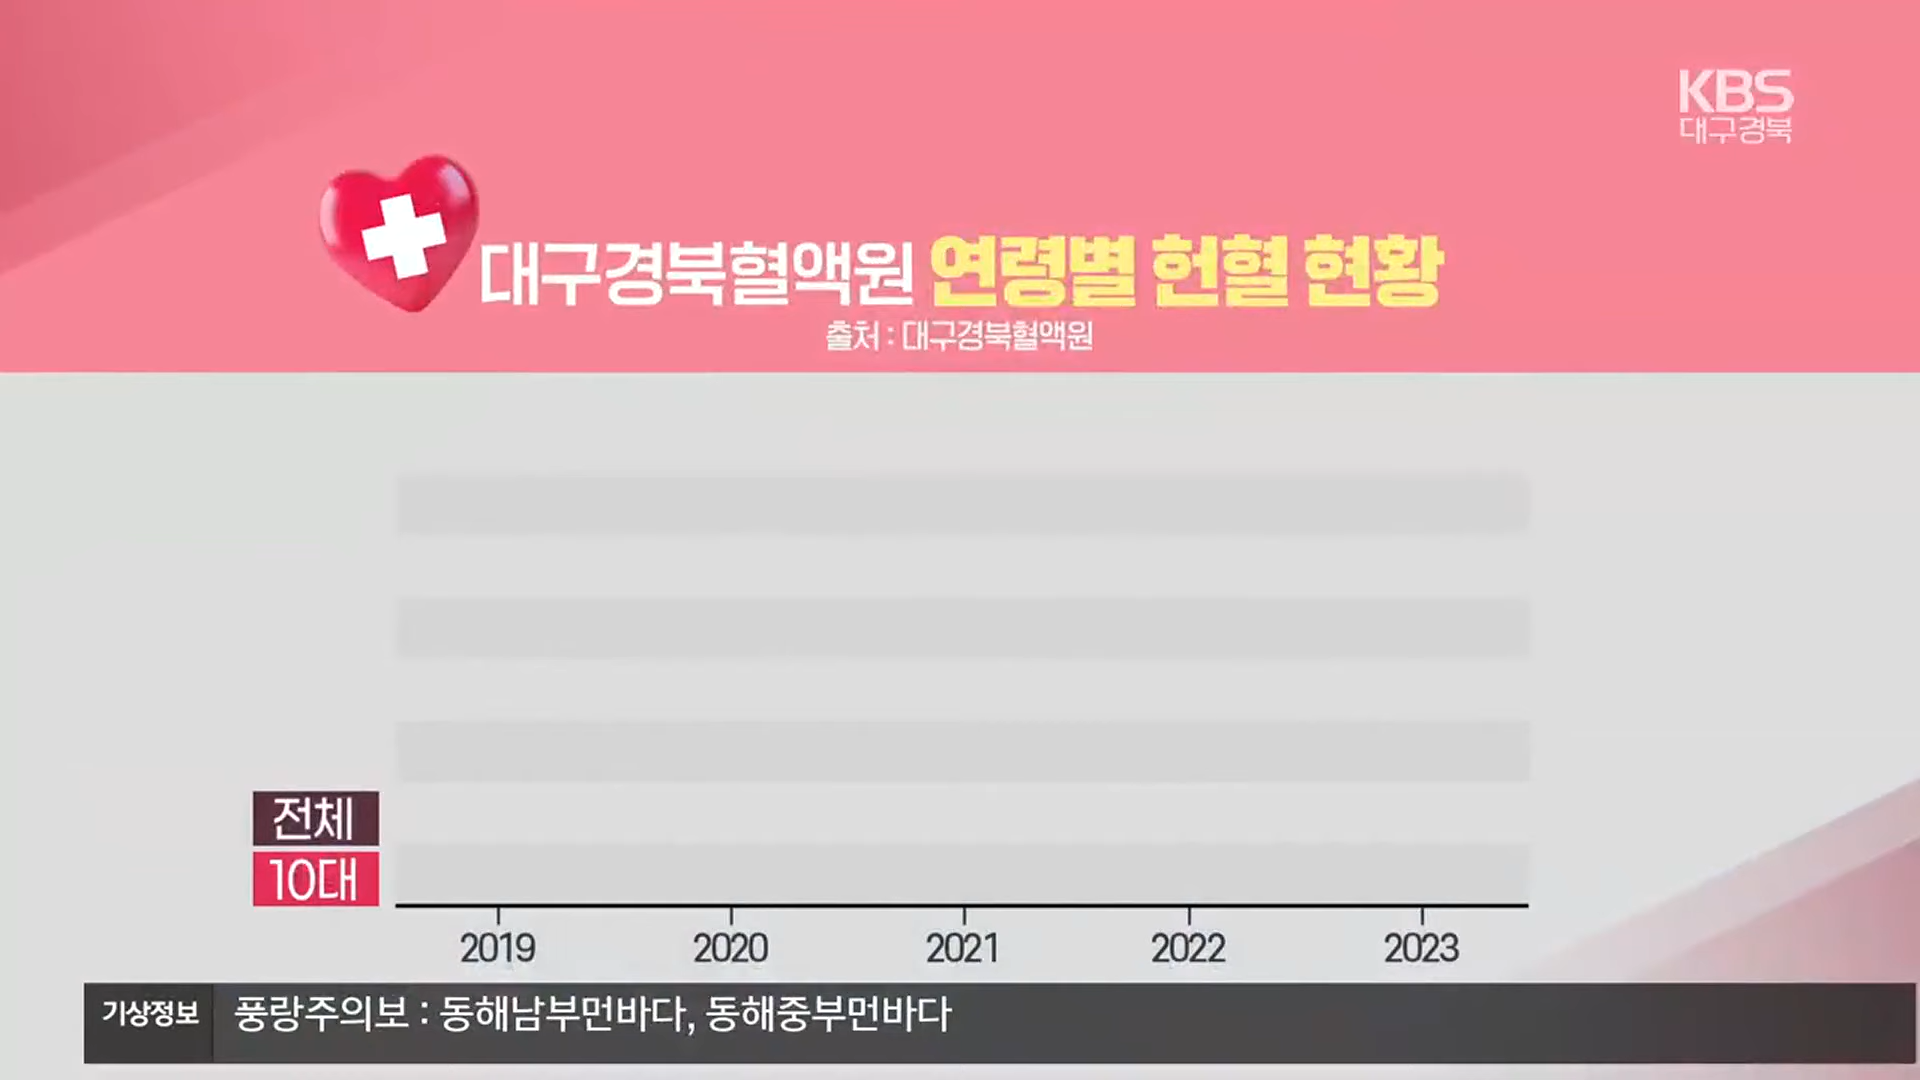 KBS
대구경북
대구경북혈액원 연령별 헌혈 현황
출처 : 대구경북혈액원
전체
10대
2019 2020 2021 2022 2023
기상정보 풍랑주의보 : 동해남부먼바다, 동해중부먼바다